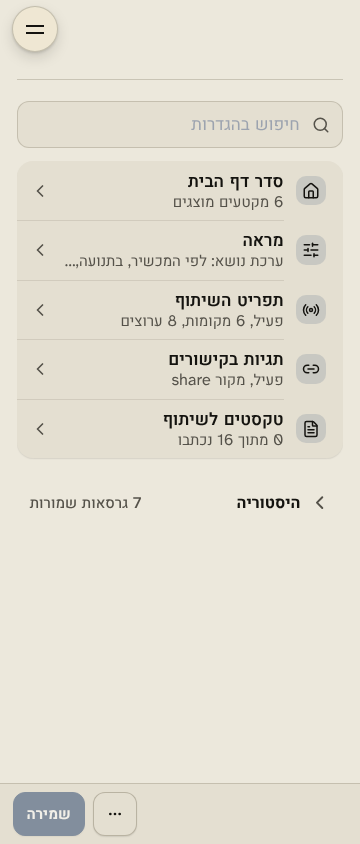 חיפוש בהגדרות
סדר דף הבית
6 מקטעים מוצגים
מראה
ערכת נושא: לפי המכשיר, בתנועה,...
תפריט השיתוף
פעיל, 6 מקומות, 8 ערוצים
תגיות בקישורים
פעיל, מקור share
טקסטים לשיתוף
0 מתוך 16 נכתבו
היסטוריה
7 גרסאות שמורות
שמירה